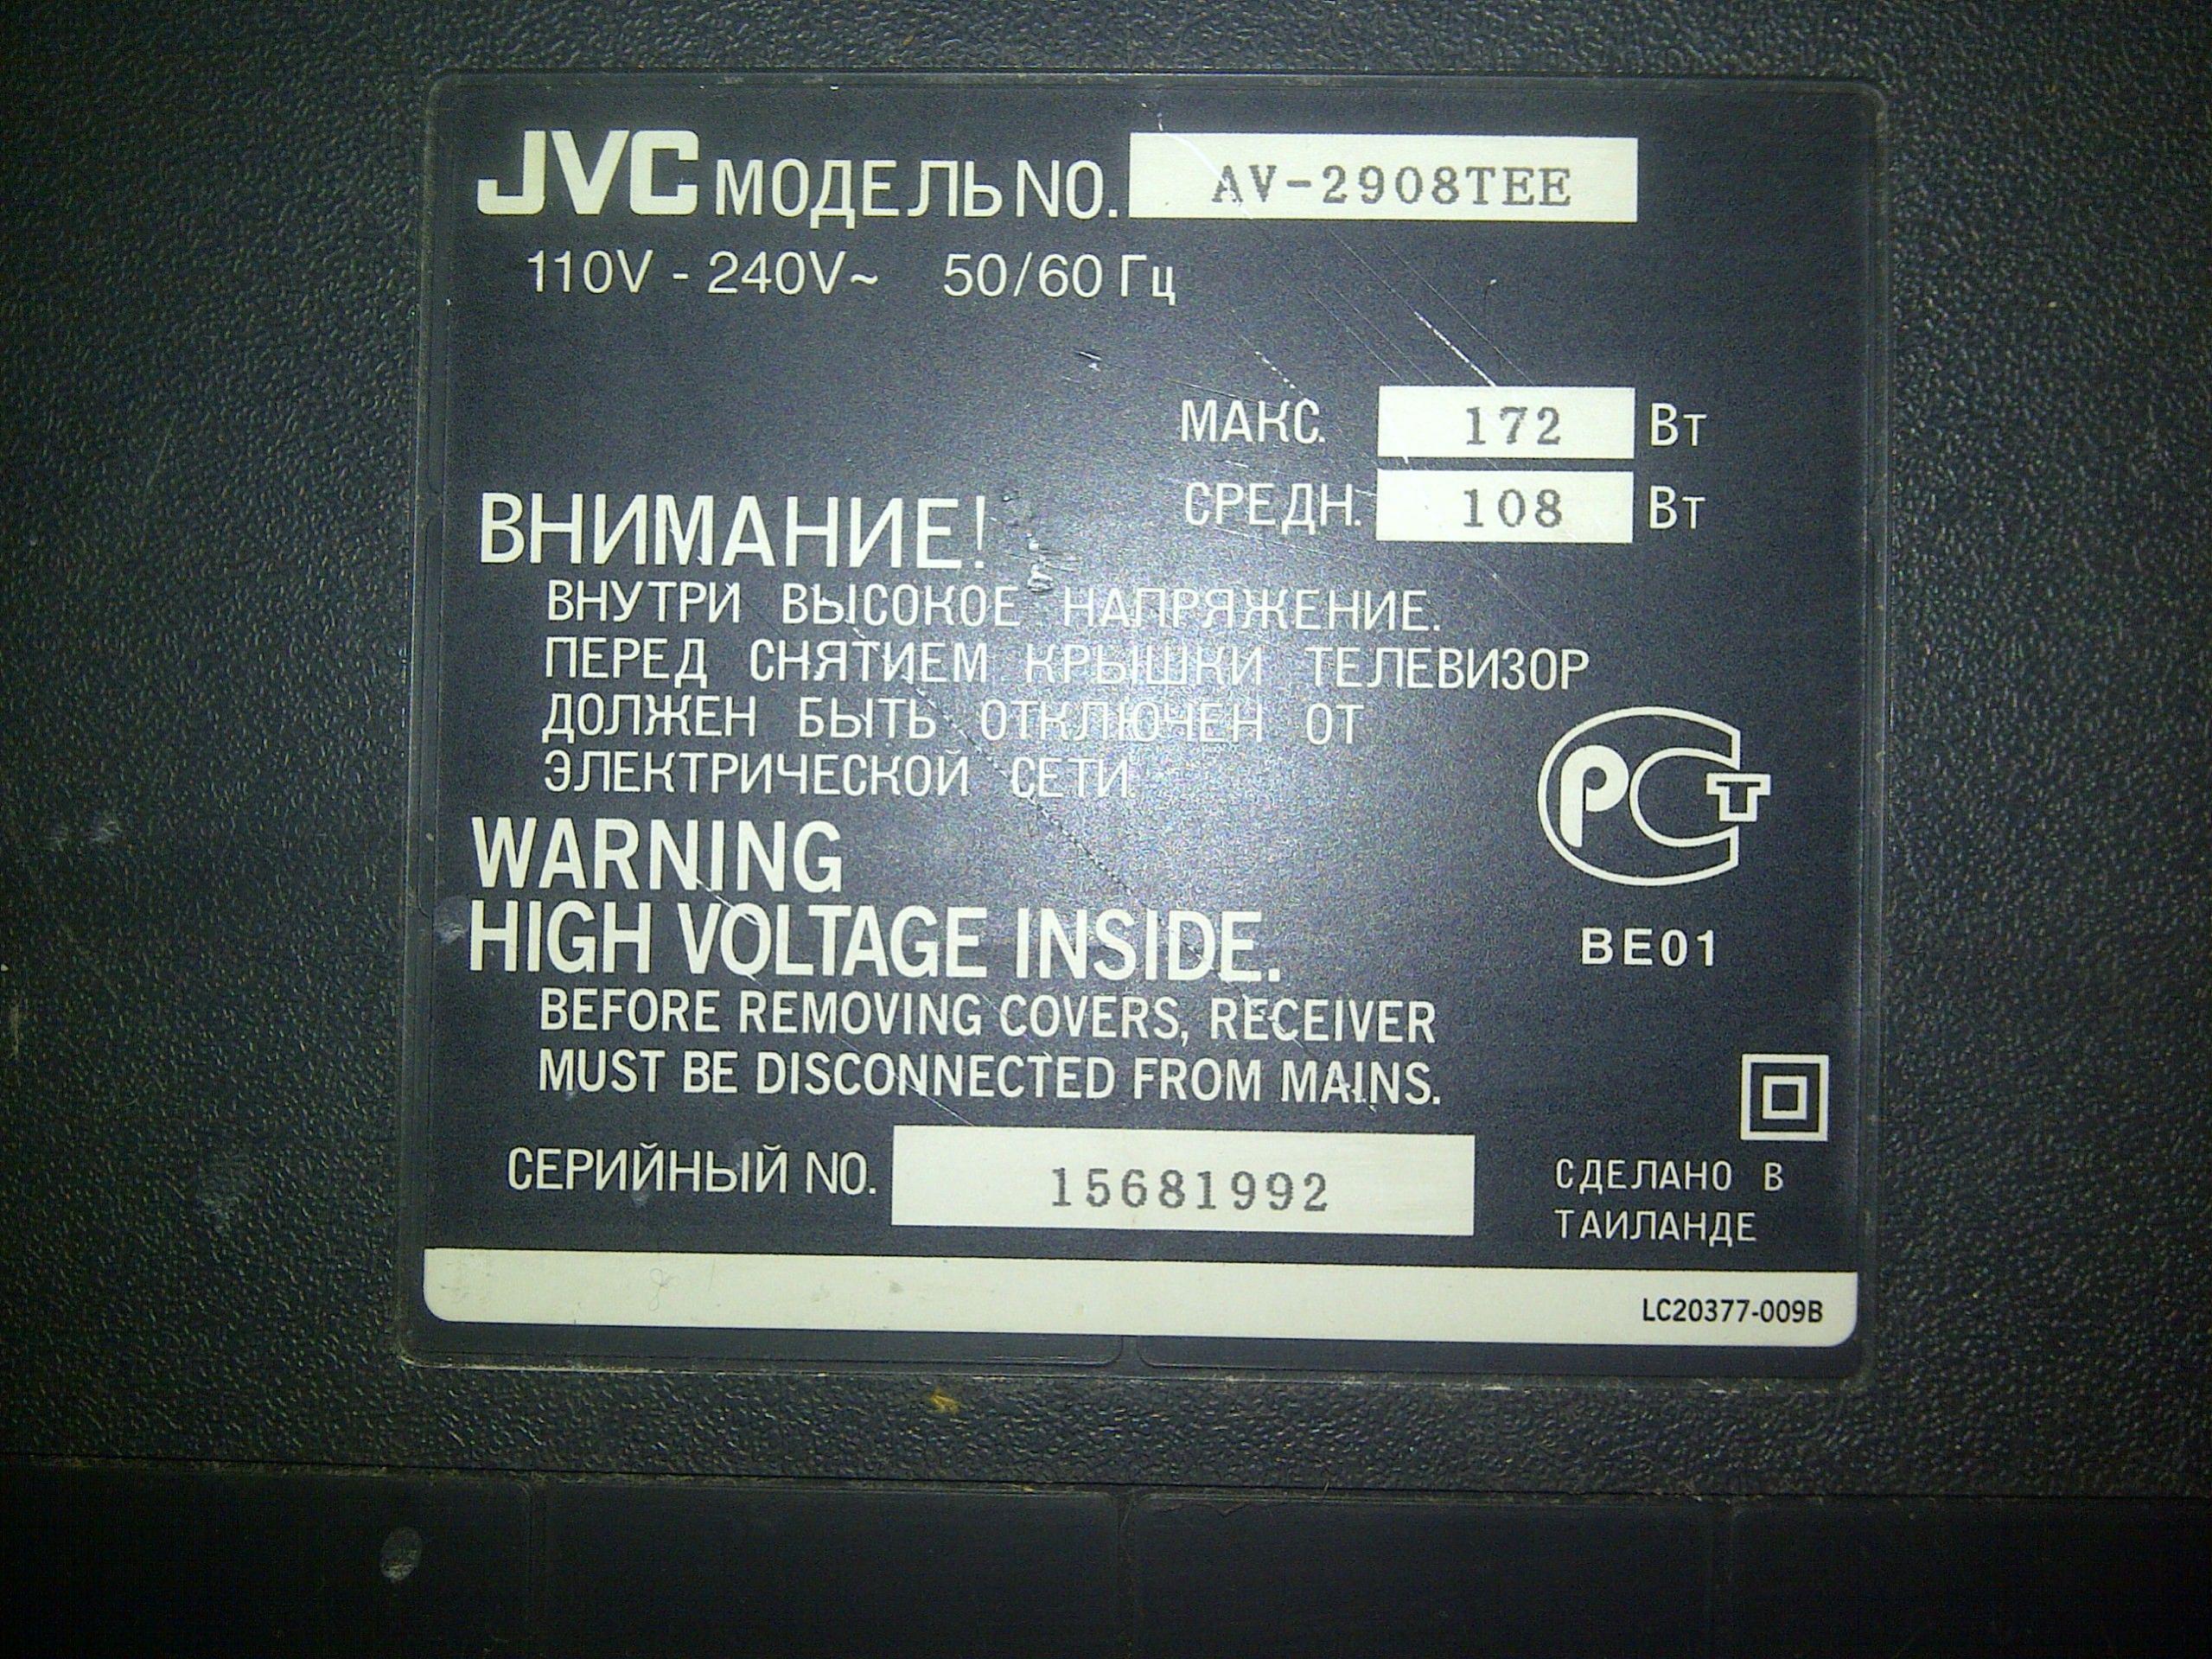 JVC МОДЕЛЬ NO. AV-2908TEE
110V - 240V~ 50/60 Гц
МАКС. 172 Вт
СРЕДН. 108 Вт
ВНИМАНИЕ!
ВНУТРИ ВЫСОКОЕ НАПРЯЖЕНИЕ.
ПЕРЕД СНЯТИЕМ КРЫШКИ ТЕЛЕВИЗОР
ДОЛЖЕН БЫТЬ ОТКЛЮЧЕН ОТ
ЭЛЕКТРИЧЕСКОЙ СЕТИ.
РСТ
BE01
WARNING
HIGH VOLTAGE INSIDE.
BEFORE REMOVING COVERS, RECEIVER
MUST BE DISCONNECTED FROM MAINS.
СЕРИЙНЫЙ NO. 15681992
СДЕЛАНО В
ТАИЛАНДЕ
LC20377-009B